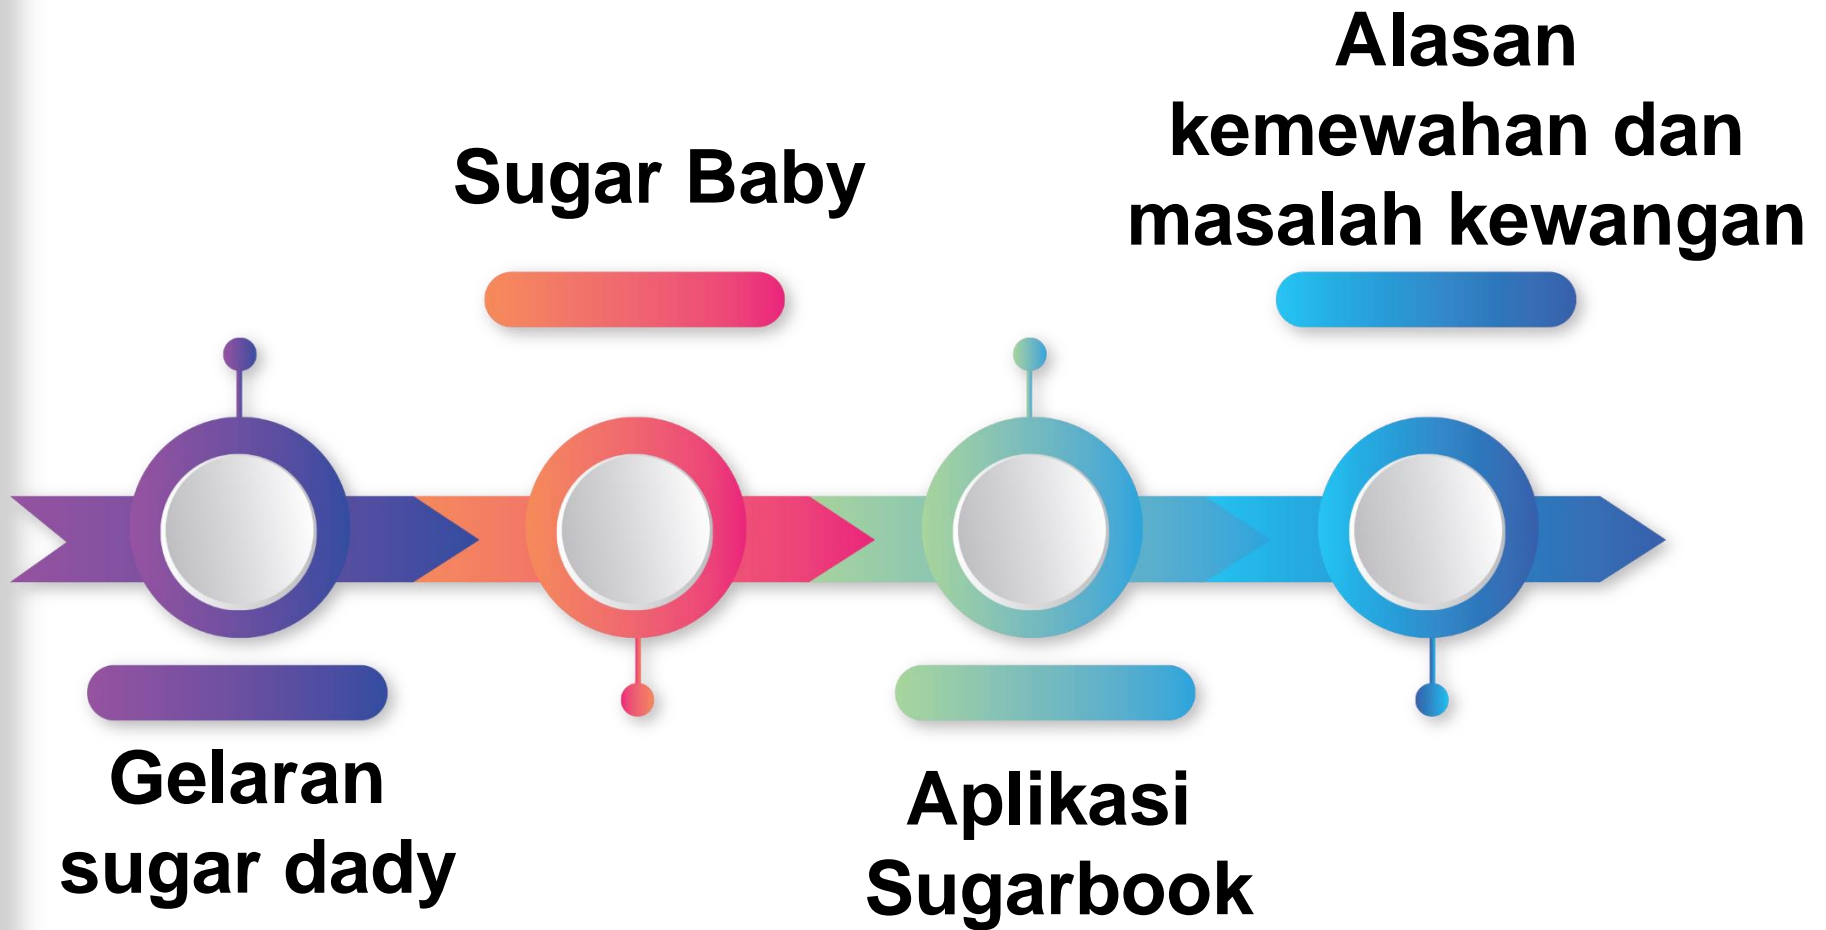 Gelaran
sugar dady
Sugar Baby
Aplikasi
Sugarbook
Alasan
kemewahan dan
masalah kewangan